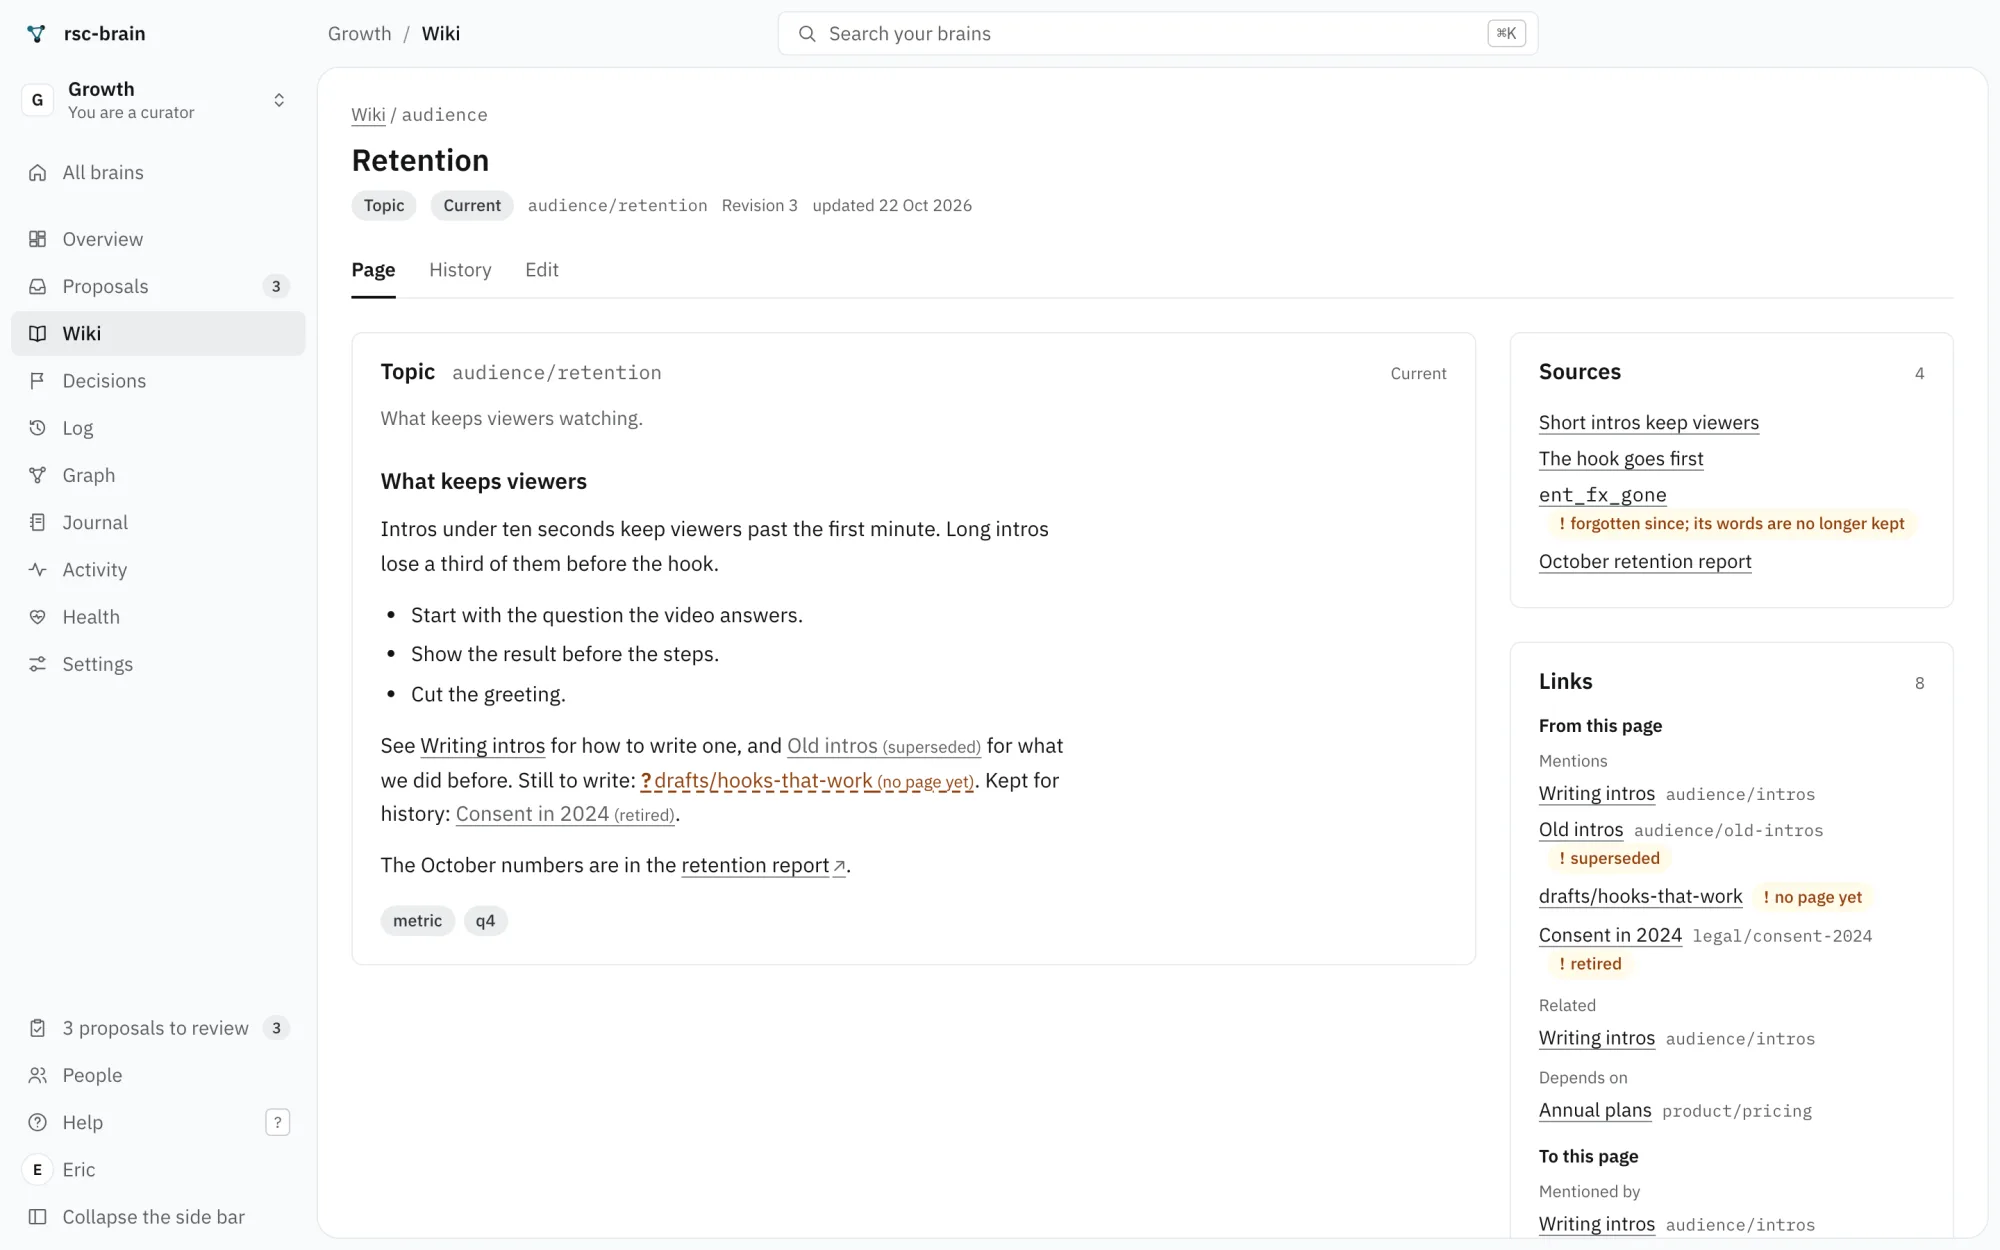 rsc-brain
Growth / Wiki
Search your brains
⌘K
G
Growth
You are a curator
All brains
Overview
Proposals 3
Wiki
Decisions
Log
Graph
Journal
Activity
Health
Settings
3 proposals to review 3
People
Help ?
E Eric
Collapse the side bar
Wiki / audience
Retention
Topic Current audience/retention Revision 3 updated 22 Oct 2026
Page History Edit
Topic audience/retention Current
What keeps viewers watching.
What keeps viewers
Intros under ten seconds keep viewers past the first minute. Long intros
lose a third of them before the hook.
• Start with the question the video answers.
• Show the result before the steps.
• Cut the greeting.
See Writing intros for how to write one, and Old intros (superseded) for what
we did before. Still to write: ?drafts/hooks-that-work (no page yet). Kept for
history: Consent in 2024 (retired).
The October numbers are in the retention report ↗.
metric q4
Sources 4
Short intros keep viewers
The hook goes first
ent_fx_gone
! forgotten since; its words are no longer kept
October retention report
Links 8
From this page
Mentions
Writing intros audience/intros
Old intros audience/old-intros
! superseded
drafts/hooks-that-work ! no page yet
Consent in 2024 legal/consent-2024
! retired
Related
Writing intros audience/intros
Depends on
Annual plans product/pricing
To this page
Mentioned by
Writing intros audience/intros